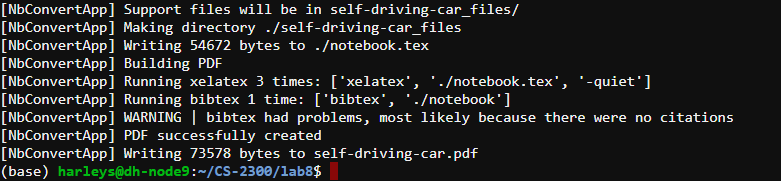 [NbConvertApp] Support files will be in self-driving-car_files/
[NbConvertApp] Making directory ./self-driving-car_files
[NbConvertApp] Writing 54672 bytes to ./notebook.tex
[NbConvertApp] Building PDF
[NbConvertApp] Running xelatex 3 times: ['xelatex', './notebook.tex', '-quiet']
[NbConvertApp] Running bibtex 1 time: ['bibtex', './notebook']
[NbConvertApp] WARNING | bibtex had problems, most likely because there were no citations
[NbConvertApp] PDF successfully created
[NbConvertApp] Writing 73578 bytes to self-driving-car.pdf
(base) harleys@dh-node9:~/CS-2300/lab8$